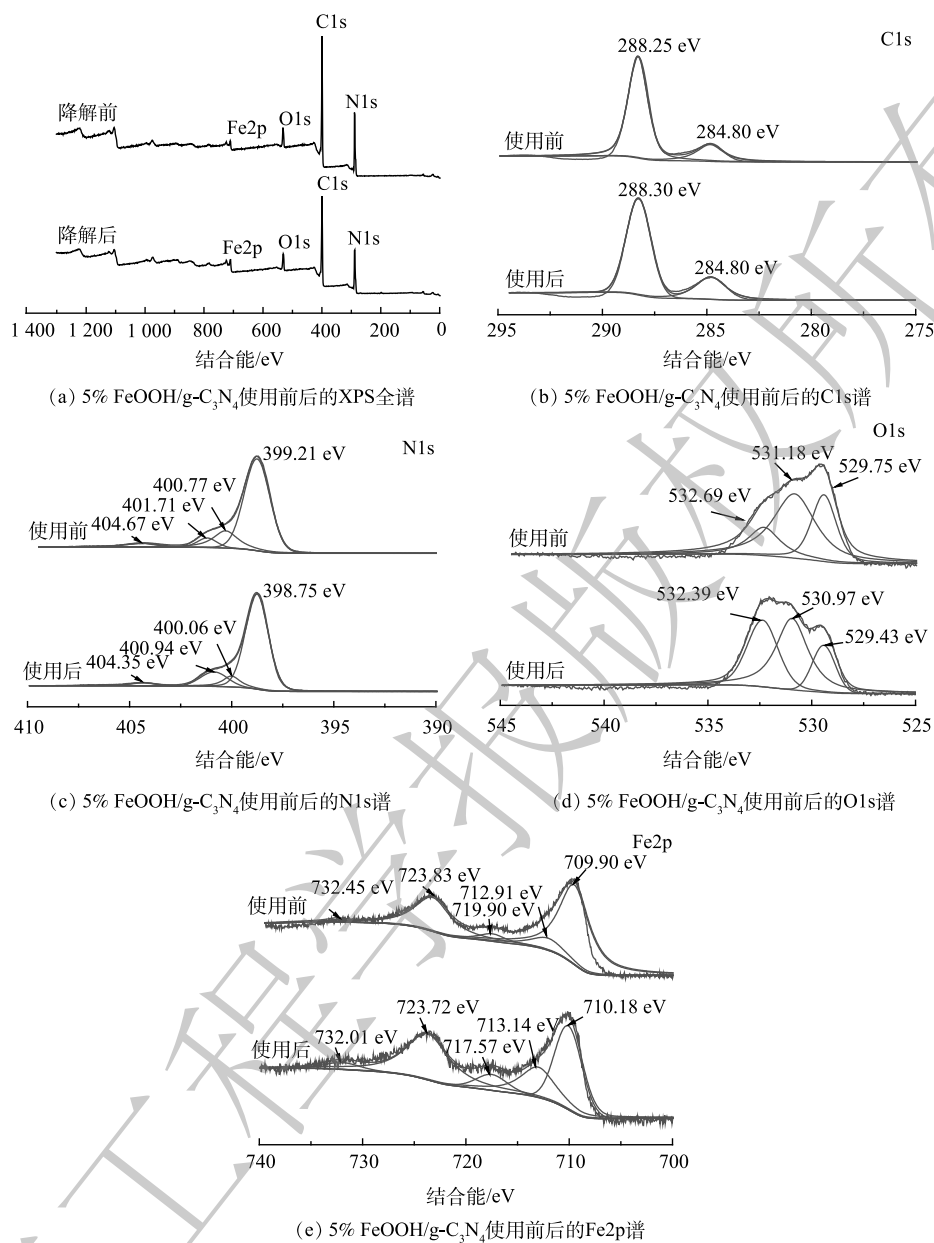 C1s
降解前
Fe2p
O1s
N1s
C1s
降解后
Fe2p
O1s
N1s
1 400 1 200 1 000 800 600 400 200 0
结合能/eV
(a) 5% FeOOH/g-C₃N₄使用前后的XPS全谱
C1s
288.25 eV
284.80 eV
使用前
288.30 eV
284.80 eV
使用后
295 290 285 280 275
结合能/eV
(b) 5% FeOOH/g-C₃N₄使用前后的C1s谱
N1s
399.21 eV
400.77 eV
401.71 eV
404.67 eV
使用前
398.75 eV
400.06 eV
400.94 eV
404.35 eV
使用后
410 405 400 395 390
结合能/eV
(c) 5% FeOOH/g-C₃N₄使用前后的N1s谱
O1s
531.18 eV
529.75 eV
532.69 eV
使用前
532.39 eV
530.97 eV
529.43 eV
使用后
545 540 535 530 525
结合能/eV
(d) 5% FeOOH/g-C₃N₄使用前后的O1s谱
Fe2p
709.90 eV
723.83 eV
712.91 eV
732.45 eV
719.90 eV
使用前
723.72 eV
710.18 eV
713.14 eV
732.01 eV
717.57 eV
使用后
740 730 720 710 700
结合能/eV
(e) 5% FeOOH/g-C₃N₄使用前后的Fe2p谱
工程学报版权所有